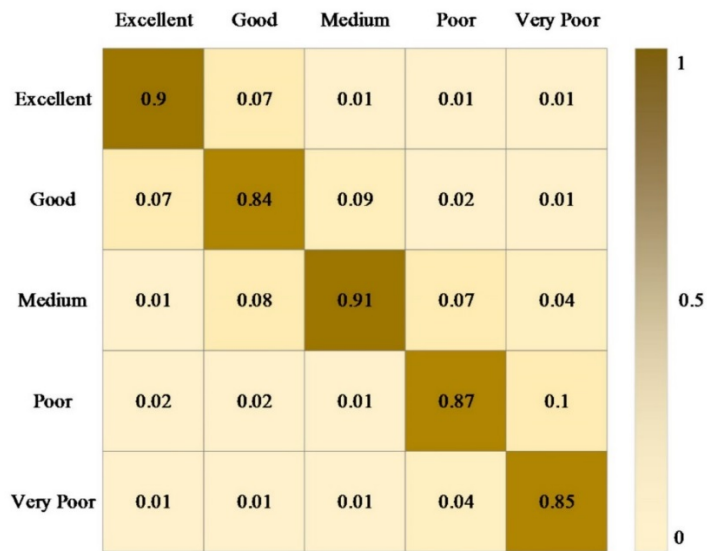 Excellent Good Medium Poor Very Poor
1
Excellent 0.9 0.07 0.01 0.01 0.01
Good 0.07 0.84 0.09 0.02 0.01
Medium 0.01 0.08 0.91 0.07 0.04
0.5
Poor 0.02 0.02 0.01 0.87 0.1
Very Poor 0.01 0.01 0.01 0.04 0.85
0